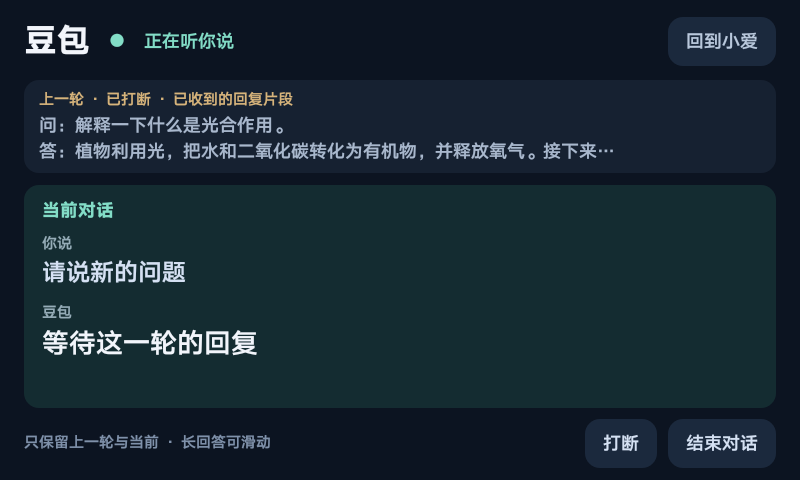 豆包
正在听你说
回到小爱
上一轮 · 已打断 · 已收到的回复片段
问：解释一下什么是光合作用。
答：植物利用光，把水和二氧化碳转化为有机物，并释放氧气。接下来…
当前对话
你说
请说新的问题
豆包
等待这一轮的回复
只保留上一轮与当前 · 长回答可滑动
打断
结束对话